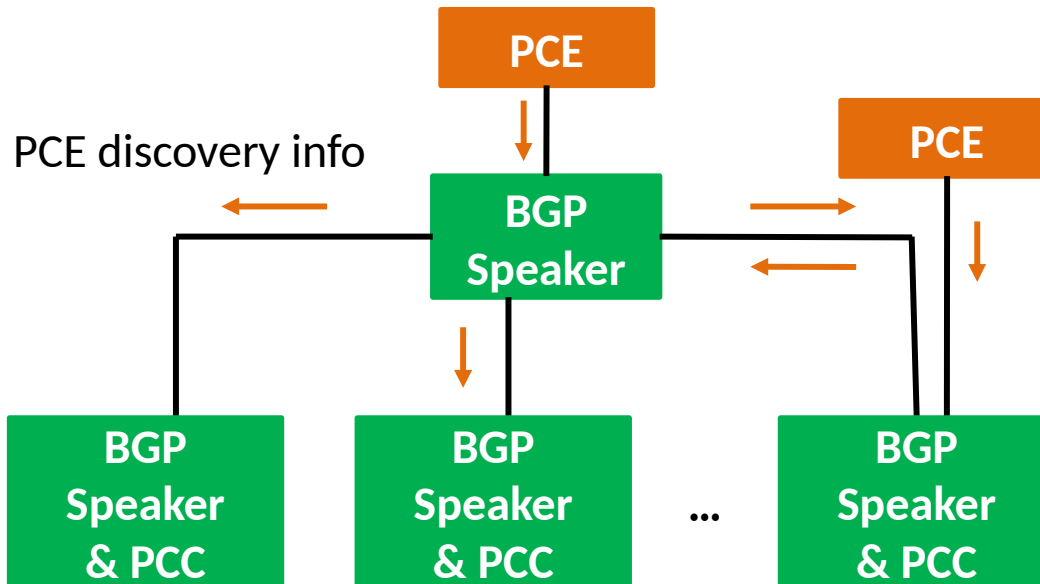 PCE
PCE
PCE discovery info
BGP
Speaker
BGP
Speaker
& PCC
BGP
Speaker
& PCC
...
BGP
Speaker
& PCC